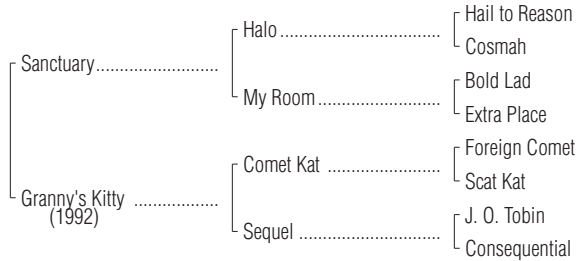 Hail to Reason
Halo
Cosmah
Sanctuary
Bold Lad
My Room
Extra Place
Foreign Comet
Comet Kat
Scat Kat
Granny's Kitty
(1992)
J. O. Tobin
Sequel
Consequential